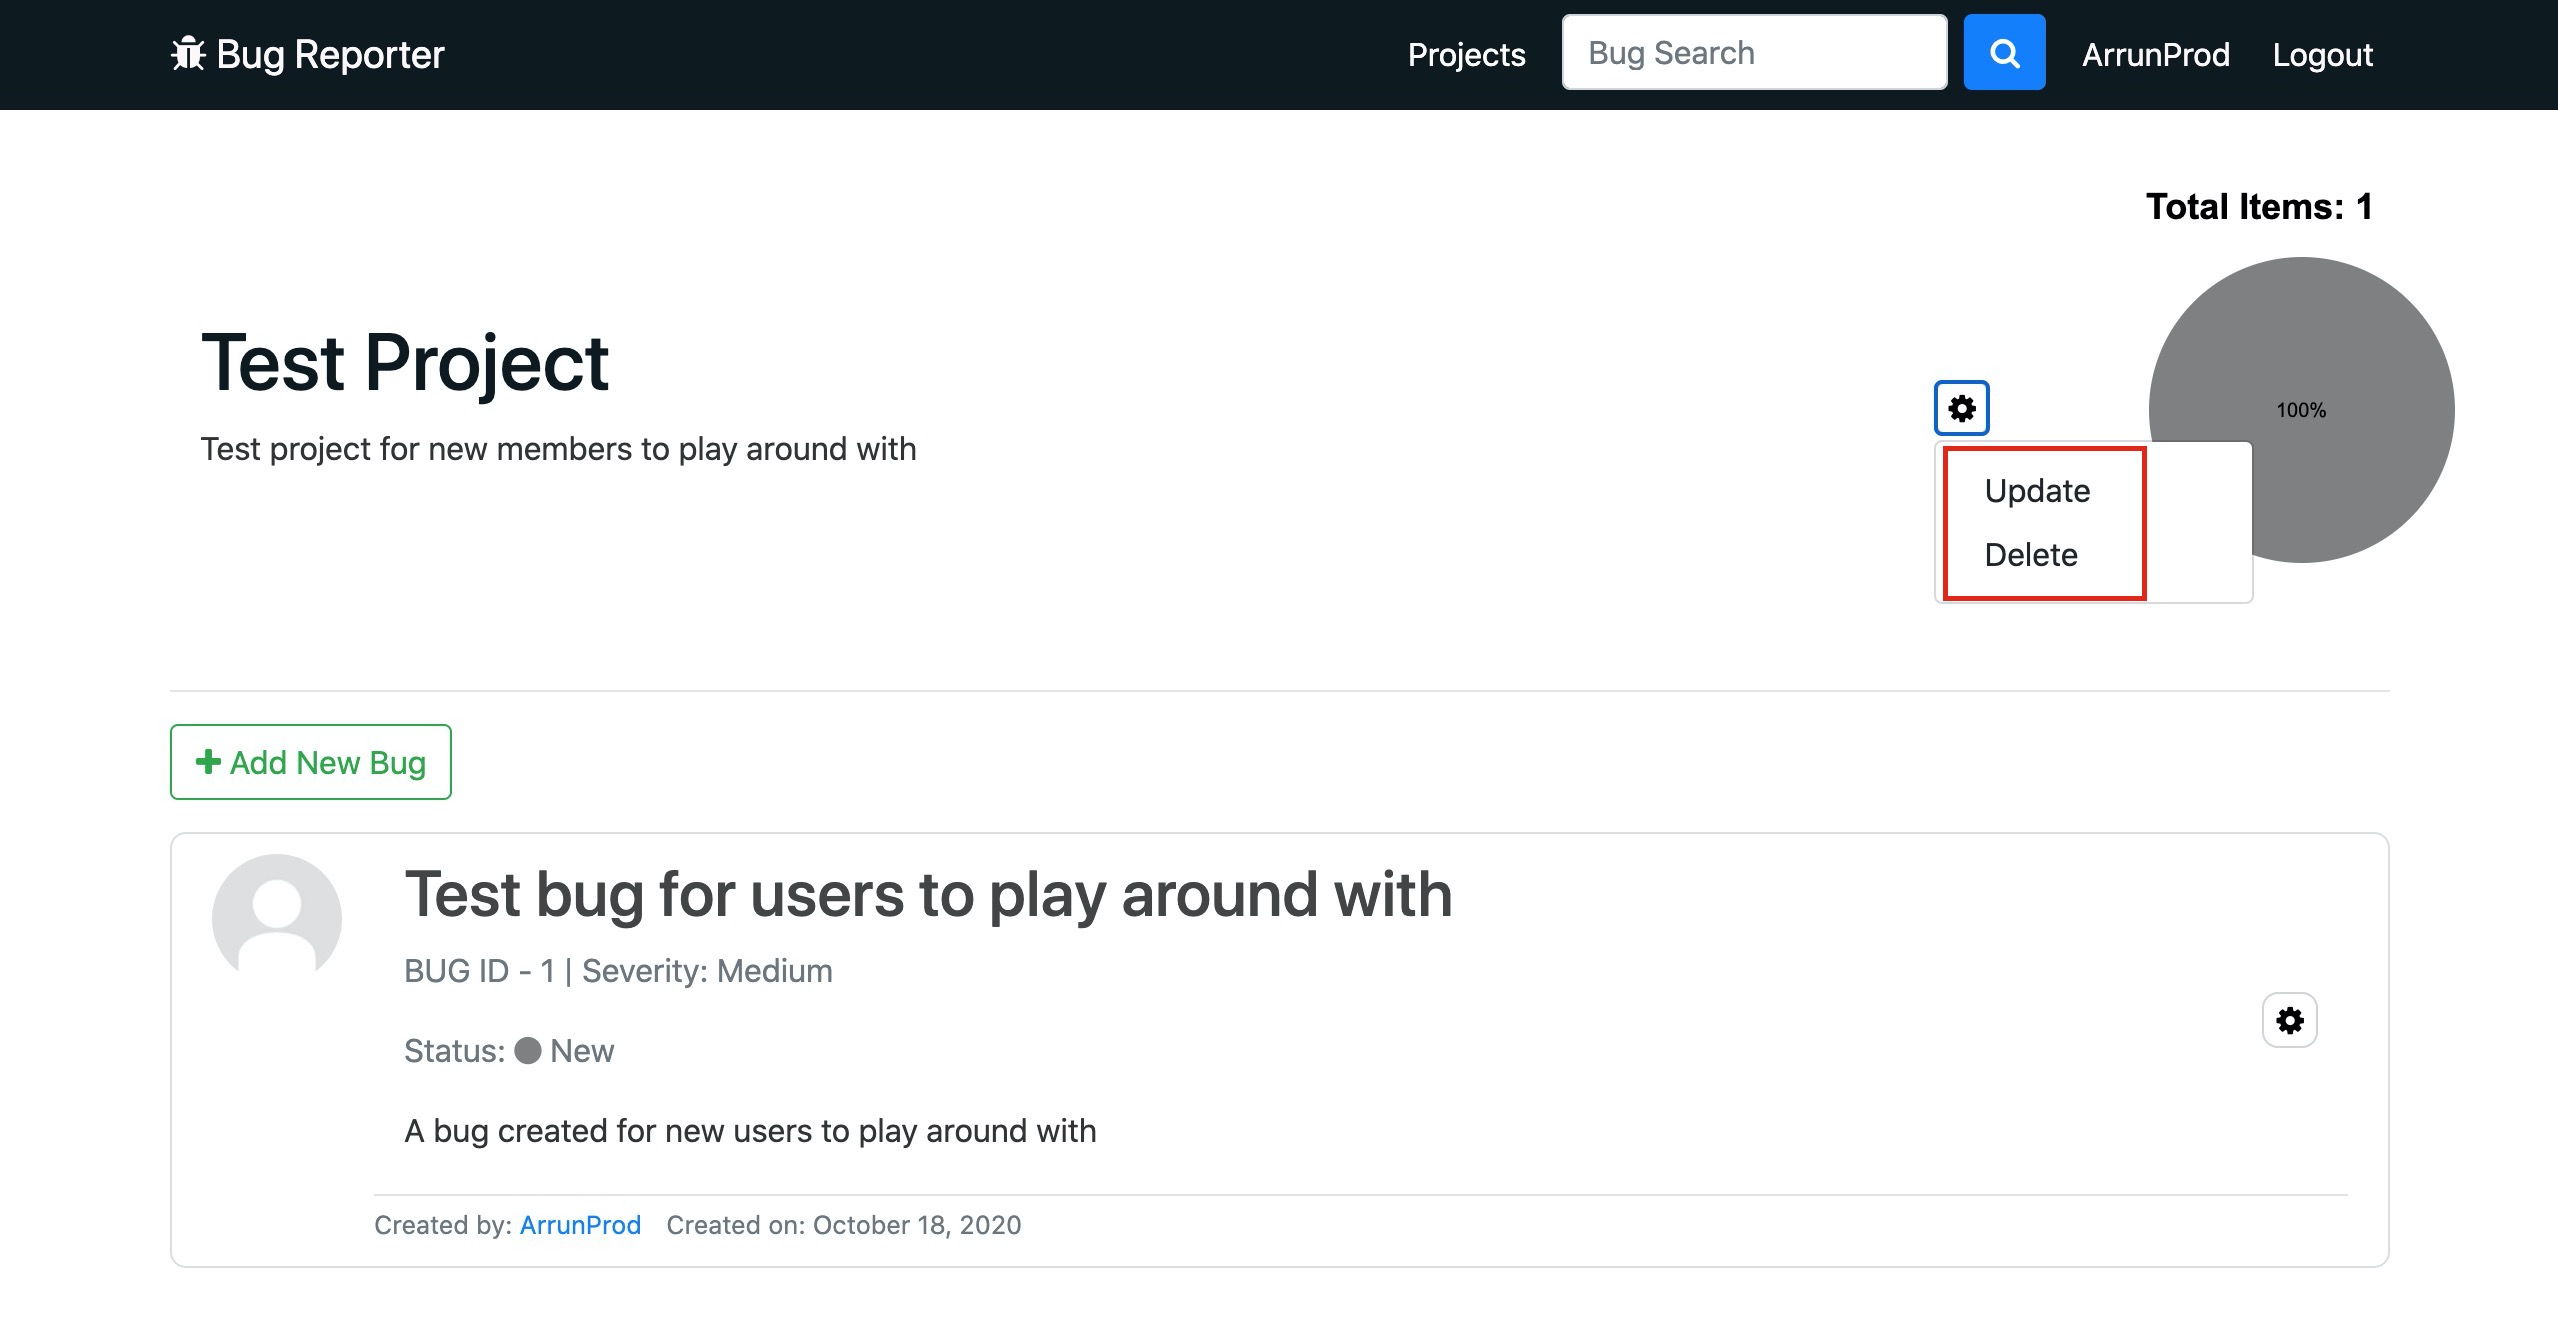 Bug Reporter
Projects
Bug Search
ArrunProd
Logout
Total Items: 1
100%
Test Project
Test project for new members to play around with
Update
Delete
Add New Bug
Test bug for users to play around with
BUG ID - 1 | Severity: Medium
Status: New
A bug created for new users to play around with
Created by: ArrunProd Created on: October 18, 2020